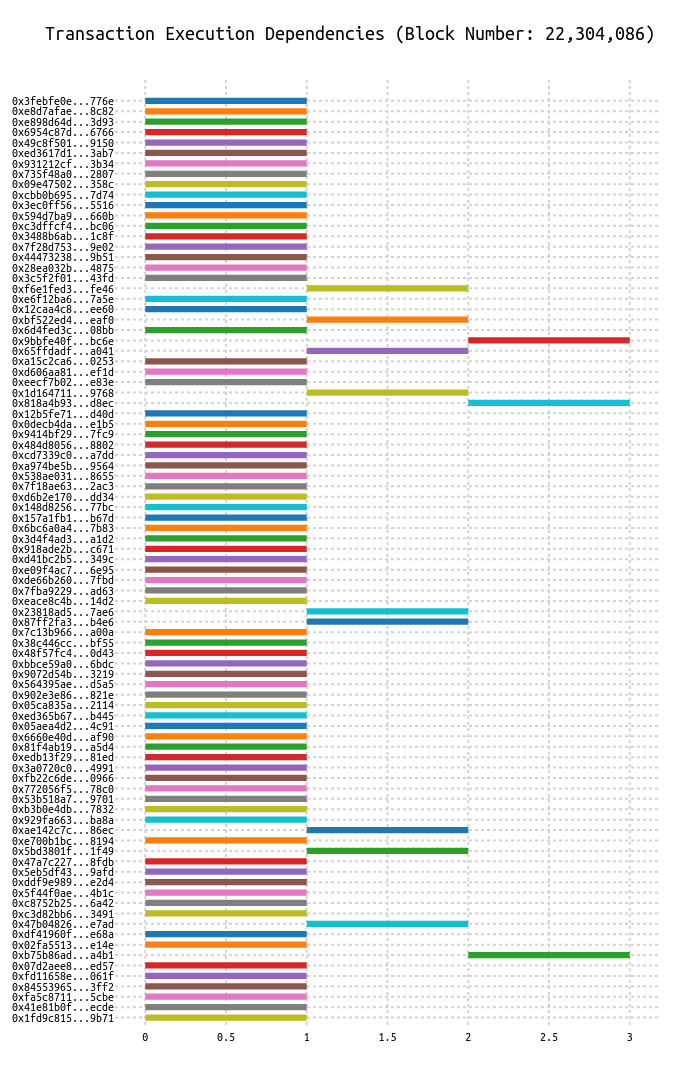 Transaction Execution Dependencies (Block Number: 22,304,086)
0x3febfe0e...776e
0xe8d7afae...8c82
0xe898d64d...3d93
0x6954c87d...6766
0x49c8f501...9150
0xed3617d1...3ab7
0x931212cf...3b34
0x735f48a0...2807
0x09e47502...358c
0xcbb0b695...7d74
0x3ec0ff56...5516
0x594d7ba9...660b
0xc3dffcf4...bc06
0x3488b6ab...1c8f
0x7f28d753...9e02
0x44473238...9b51
0x28ea032b...4875
0x3c5f2f01...43fd
0xf6e1fed3...fe46
0xe6f12ba6...7a5e
0x12caa4c8...ee60
0xbf522ed4...eaf0
0x6d4fed3c...08bb
0x9bbfe40f...bc6e
0x65ffdadf...a041
0xa15c2ca6...0253
0xd606aa81...ef1d
0xeecf7b02...e83e
0x1d164711...9768
0x818a4b93...d8ec
0x12b5fe71...d40d
0x0decb4da...e1b5
0x9414bf29...7fc9
0x484d8056...8802
0xcd7339c0...a7dd
0xa974be5b...9564
0x538ae031...8655
0x7f18ae63...2ac3
0xd6b2e170...dd34
0x148d8256...77bc
0x157a1fb1...b67d
0x6bc6a0a4...7b83
0x3d4f4ad3...a1d2
0x918ade2b...c671
0xd41bc2b5...349c
0xe09f4ac7...6e95
0xde66b260...7fbd
0x7fba9229...ad63
0xeace8c4b...14d2
0x23818ad5...7ae6
0x87ff2fa3...b4e6
0x7c13b966...a00a
0x38c446cc...bf55
0x48f57fc4...0d43
0xbbce59a0...6bdc
0x9072d54b...3219
0x564395ae...d5a5
0x902e3e86...821e
0x05ca835a...2114
0xed365b67...b445
0x05aea4d2...4c91
0x6660e40d...af90
0x81f4ab19...a5d4
0xedb13f29...81ed
0x3a0720c0...4991
0xfb22c6de...0966
0x772056f5...78c0
0x53b518a7...9701
0xb3b0e4db...7832
0x929fa663...ba8a
0xae142c7c...86ec
0xe700b1bc...8194
0x5bd3801f...1f49
0x47a7c227...8fdb
0x5eb5df43...9afd
0xddf9e989...e2d4
0x5f44f0ae...4b1c
0xc8752b25...6a42
0xc3d82bb6...3491
0x47b04826...e7ad
0xdf41960f...e68a
0x02fa5513...e14e
0xb75b86ad...a4b1
0x07d2aee8...ed57
0xfd11658e...061f
0x84553965...3ff2
0xfa5c8711...5cbe
0x41e81b0f...ecde
0x1fd9c815...9b71
0 0.5 1 1.5 2 2.5 3